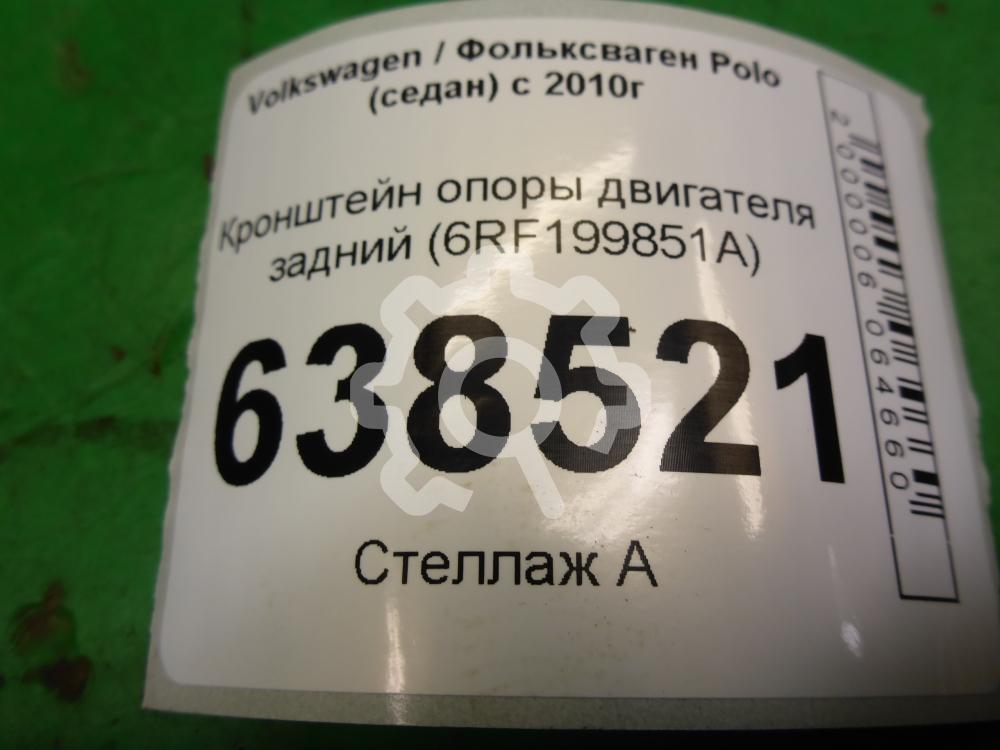 Volkswagen / Фольксваген Polo
(седан) с 2010г
Кронштейн опоры двигателя
задний (6RF199851A)
638521
Стеллаж А
2000006064660